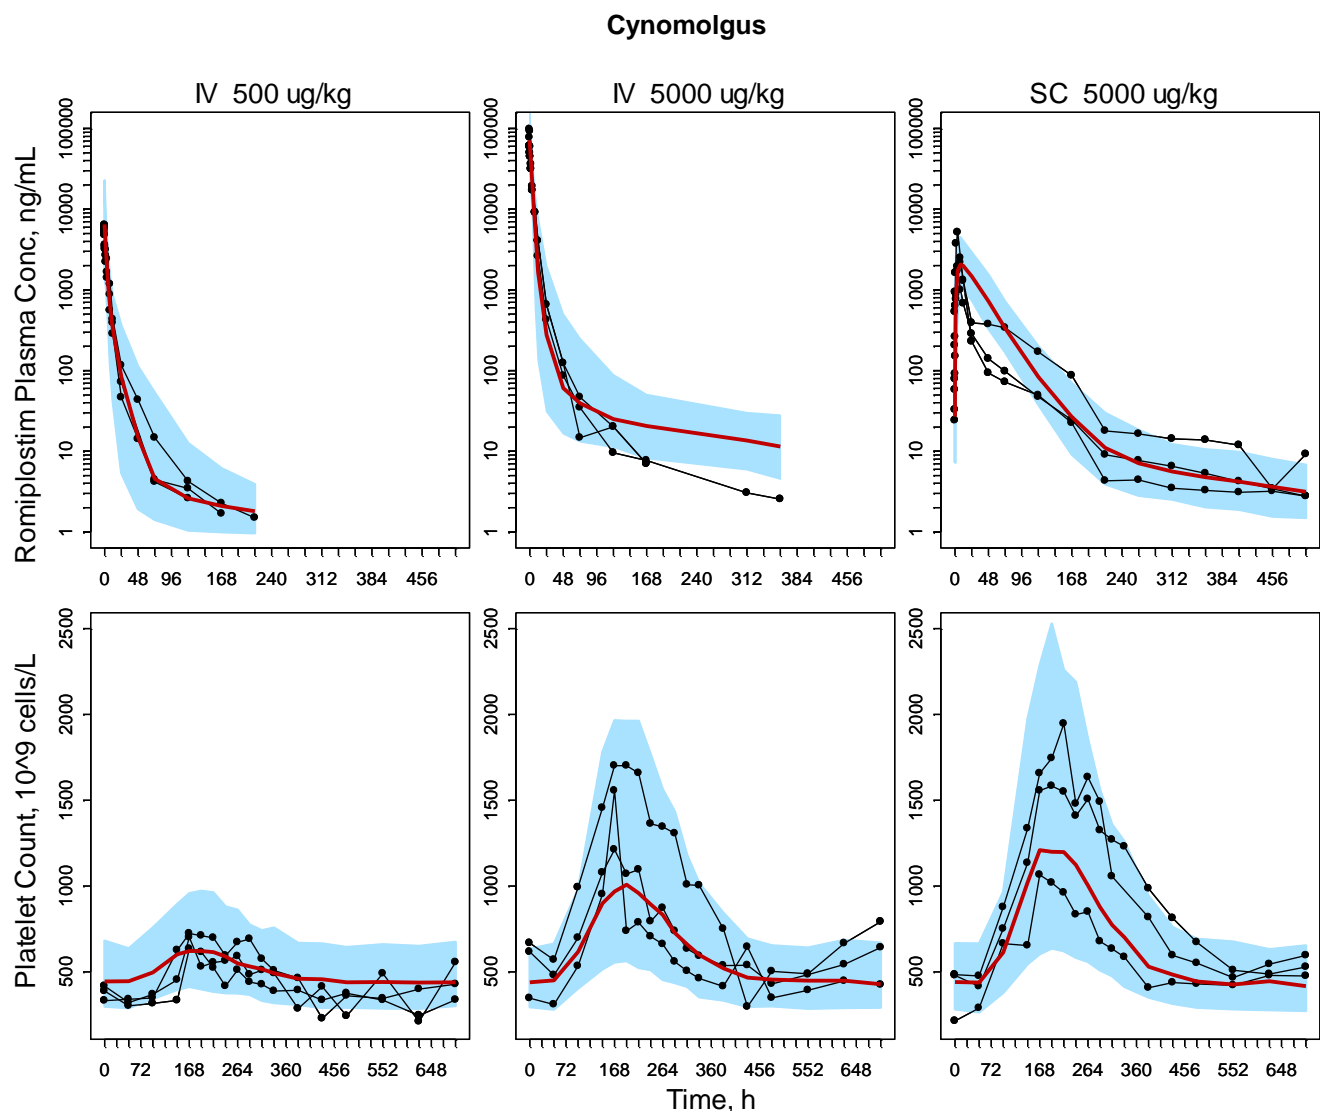 Cynomolgus
IV 500 ug/kg
IV 5000 ug/kg
SC 5000 ug/kg
Romiplostim Plasma Conc, ng/mL
100000
10000
1000
100
10
1
100000
10000
1000
100
10
1
100000
10000
1000
100
10
1
0 48 96 168 240 312 384 456
0 48 96 168 240 312 384 456
0 48 96 168 240 312 384 456
Platelet Count, 10^9 cells/L
2500
2000
1500
1000
500
2500
2000
1500
1000
500
2500
2000
1500
1000
500
0 72 168 264 360 456 552 648
0 72 168 264 360 456 552 648
0 72 168 264 360 456 552 648
Time, h